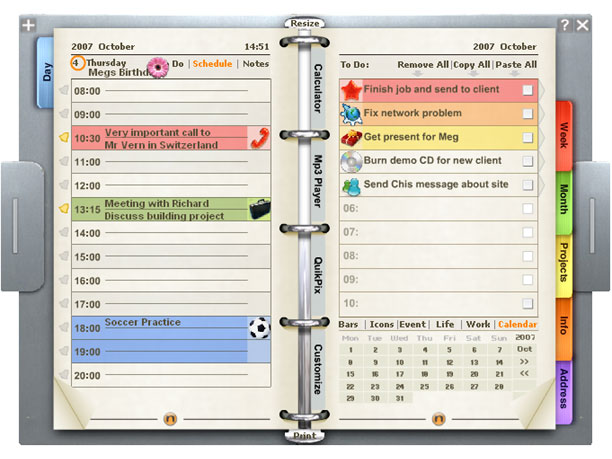 Resize
+
? X
Day
2007 October 14:51
4 Thursday Do | Schedule | Notes
Megs Birthd
08:00
09:00
10:30 Very important call to
Mr Vern in Switzerland
11:00
12:00
13:15 Meeting with Richard
Discuss building project
14:00
15:00
16:00
17:00
18:00 Soccer Practice
19:00
20:00
Calculator
Mp3 Player
QuikPix
Customize
Print
2007 October
To Do: Remove All|Copy All|Paste All
Finish job and send to client
Fix network problem
Get present for Meg
Burn demo CD for new client
Send Chis message about site
06:
07:
08:
09:
10:
Bars | Icons | Event | Life | Work | Calendar
Mon Tue Wed Thu Fri Sat Sun 2007
1 2 3 4 5 6 7 Oct
8 9 10 11 12 13 14 >>
15 16 17 18 19 20 21 <<
22 23 24 25 26 27 28
29 30 31
Week
Month
Projects
Info
Address
n
n